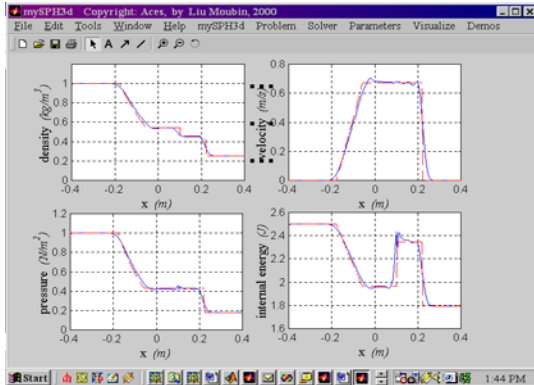 mySPH3d Copyright: Aces, by Liu Moubin, 2000
File Edit Tools Window Help mySPH3d Problem Solver Parameters Visualize Demos
1
0.8
0.6
0.4
0.2
0
-0.4 -0.2 0 0.2 0.4
x (m)
density (kg/m³)
0.8
0.6
0.4
0.2
0
-0.4 -0.2 0 0.2 0.4
x (m)
velocity (m/s)
1.2
1
0.8
0.6
0.4
0.2
0
-0.4 -0.2 0 0.2 0.4
x (m)
pressure (N/m²)
2.6
2.4
2.2
2
1.8
1.6
-0.4 -0.2 0 0.2 0.4
x (m)
internal energy (J)
Start 1:44 PM